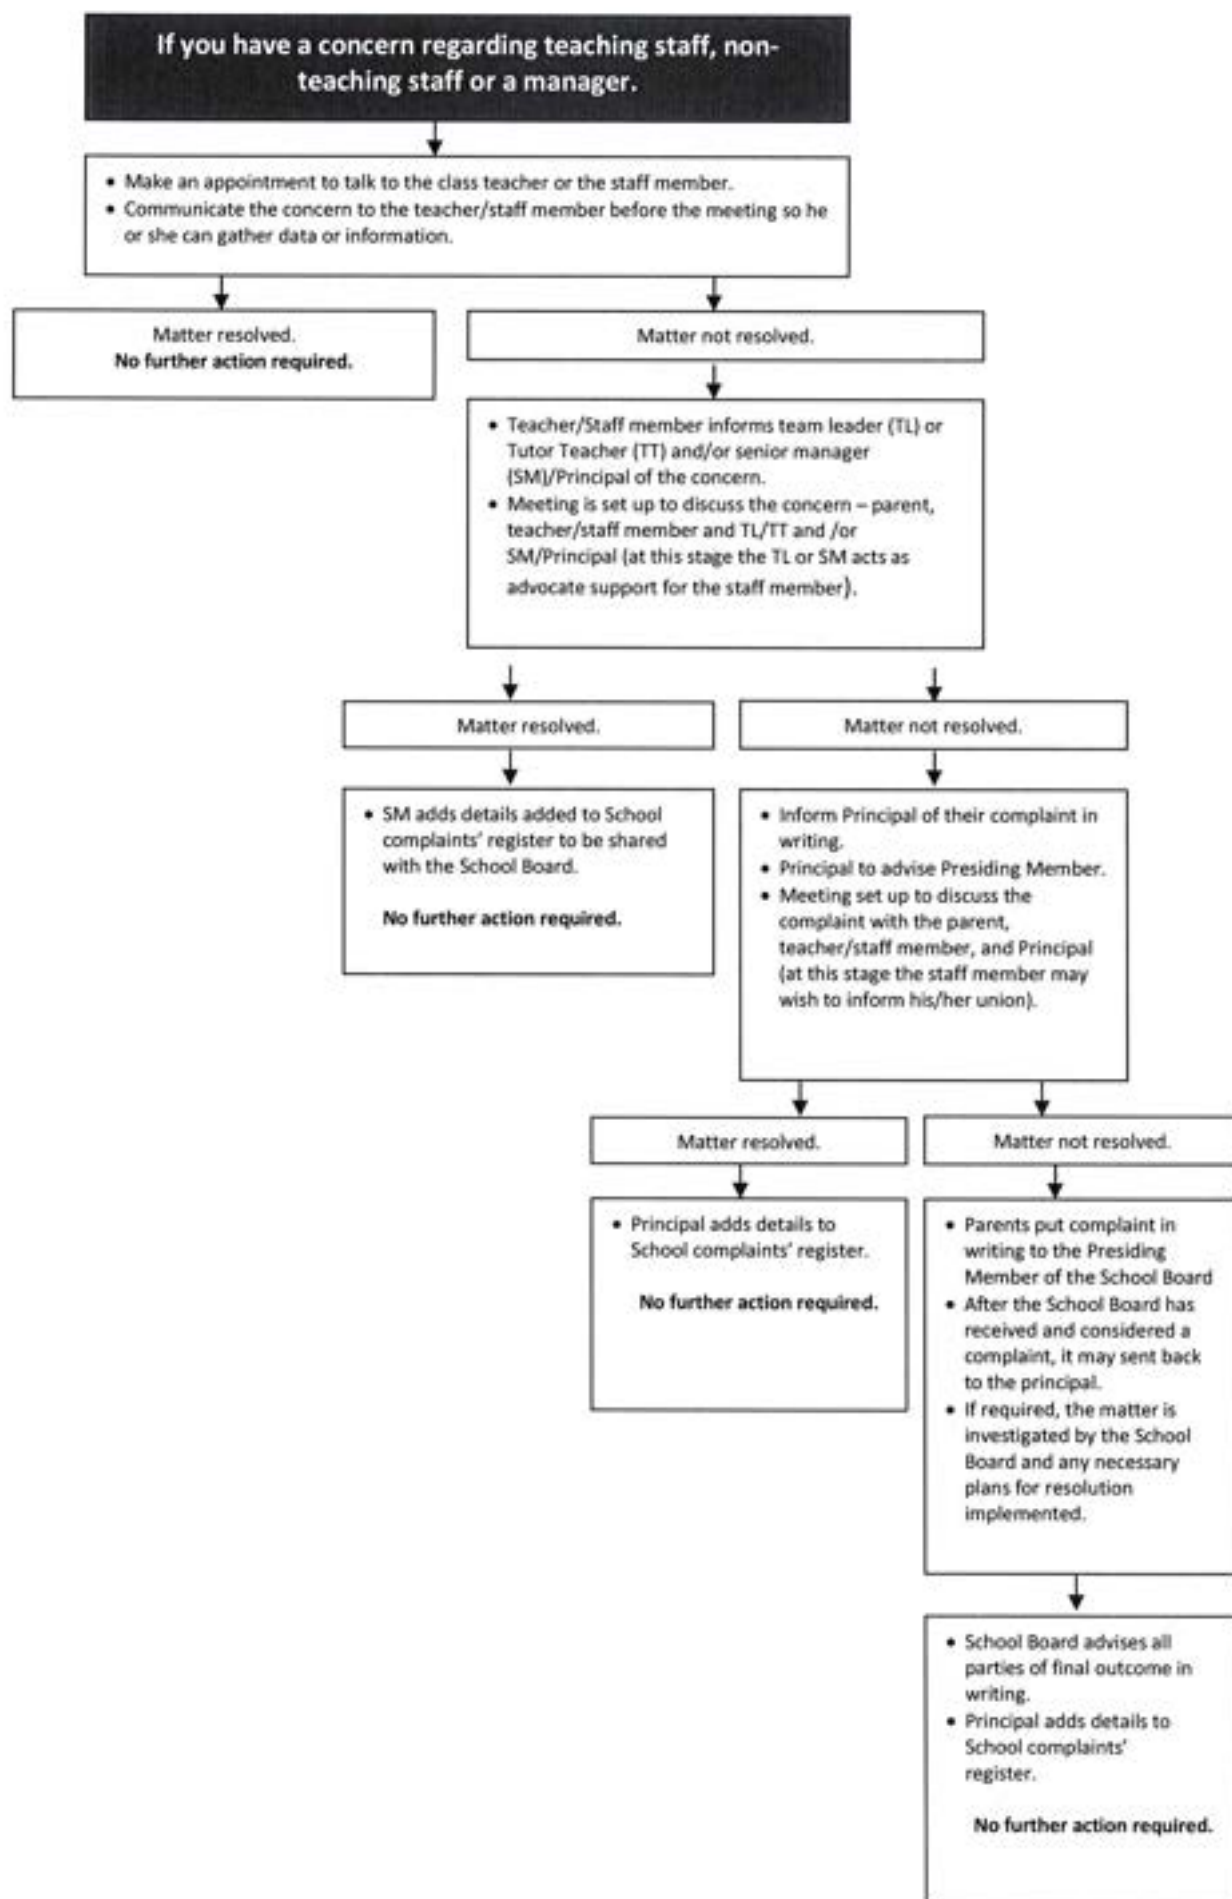 If you have a concern regarding teaching staff, non-
teaching staff or a manager.
• Make an appointment to talk to the class teacher or the staff member.
• Communicate the concern to the teacher/staff member before the meeting so he
or she can gather data or information.
Matter resolved.
No further action required.
Matter not resolved.
• Teacher/Staff member informs team leader (TL) or
Tutor Teacher (TT) and/or senior manager
(SM)/Principal of the concern.
• Meeting is set up to discuss the concern – parent,
teacher/staff member and TL/TT and /or
SM/Principal (at this stage the TL or SM acts as
advocate support for the staff member).
Matter resolved.
Matter not resolved.
• SM adds details added to School
complaints' register to be shared
with the School Board.
No further action required.
• Inform Principal of their complaint in
writing.
• Principal to advise Presiding Member.
• Meeting set up to discuss the
complaint with the parent,
teacher/staff member, and Principal
(at this stage the staff member may
wish to inform his/her union).
Matter resolved.
Matter not resolved.
• Principal adds details to
School complaints' register.
No further action required.
• Parents put complaint in
writing to the Presiding
Member of the School Board
• After the School Board has
received and considered a
complaint, it may sent back
to the principal.
• If required, the matter is
investigated by the School
Board and any necessary
plans for resolution
implemented.
• School Board advises all
parties of final outcome in
writing.
• Principal adds details to
School complaints'
register.
No further action required.